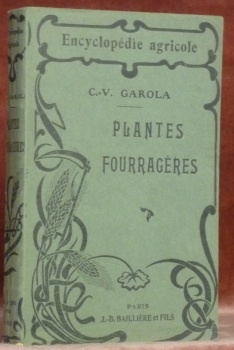 Encyclopédie agricole
C.-V. GAROLA
PLANTES
FOURRAGÈRES
PARIS
J.-B. BAILLIÈRE et FILS